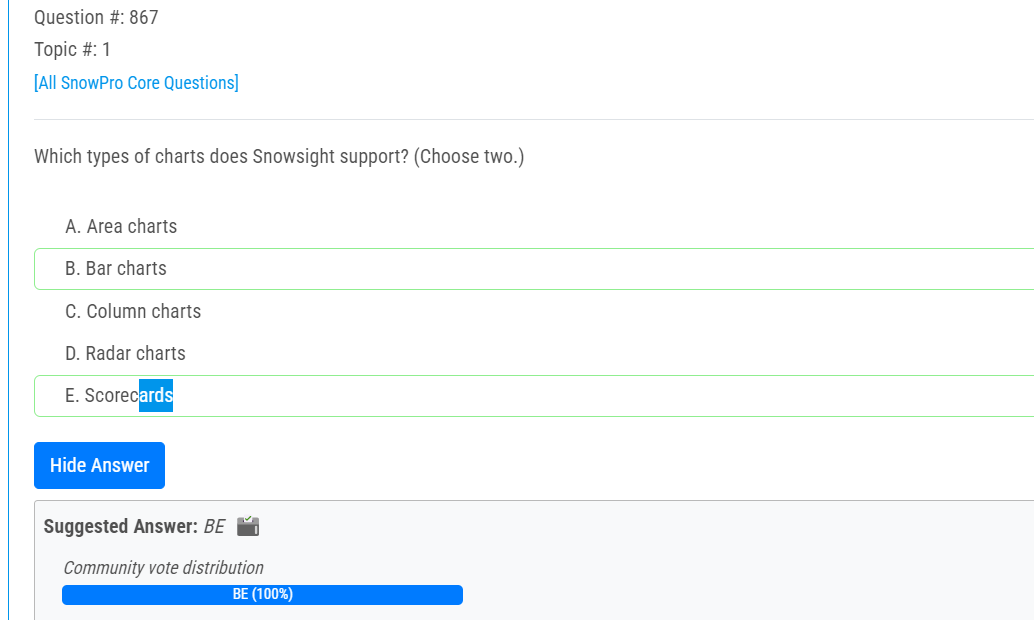 Question #: 867
Topic #: 1
[All SnowPro Core Questions]
Which types of charts does Snowsight support? (Choose two.)
A. Area charts
B. Bar charts
C. Column charts
D. Radar charts
E. Scorecards
Hide Answer
Suggested Answer: BE
Community vote distribution
BE (100%)